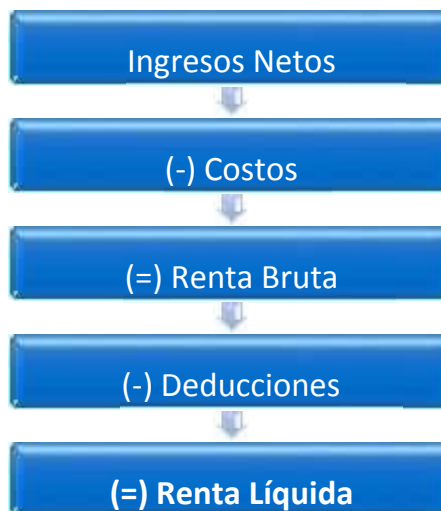 Ingresos Netos
(-) Costos
(=) Renta Bruta
(-) Deducciones
(=) Renta Líquida